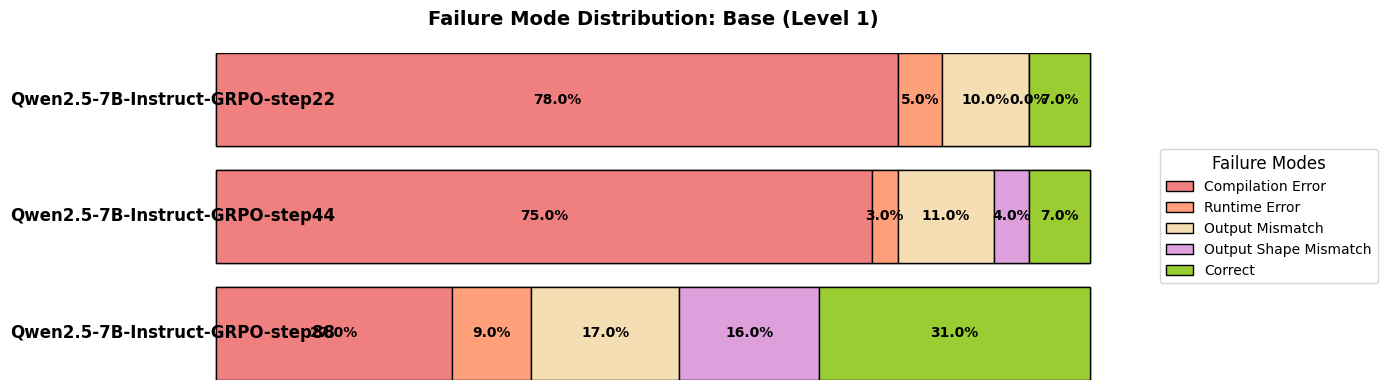 Failure Mode Distribution: Base (Level 1)
Qwen2.5-7B-Instruct-GRPO-step22
78.0%
5.0%
10.0%
0.0%
7.0%
Qwen2.5-7B-Instruct-GRPO-step44
75.0%
3.0%
11.0%
4.0%
7.0%
Qwen2.5-7B-Instruct-GRPO-step88
27.0%
9.0%
17.0%
16.0%
31.0%
Failure Modes
Compilation Error
Runtime Error
Output Mismatch
Output Shape Mismatch
Correct